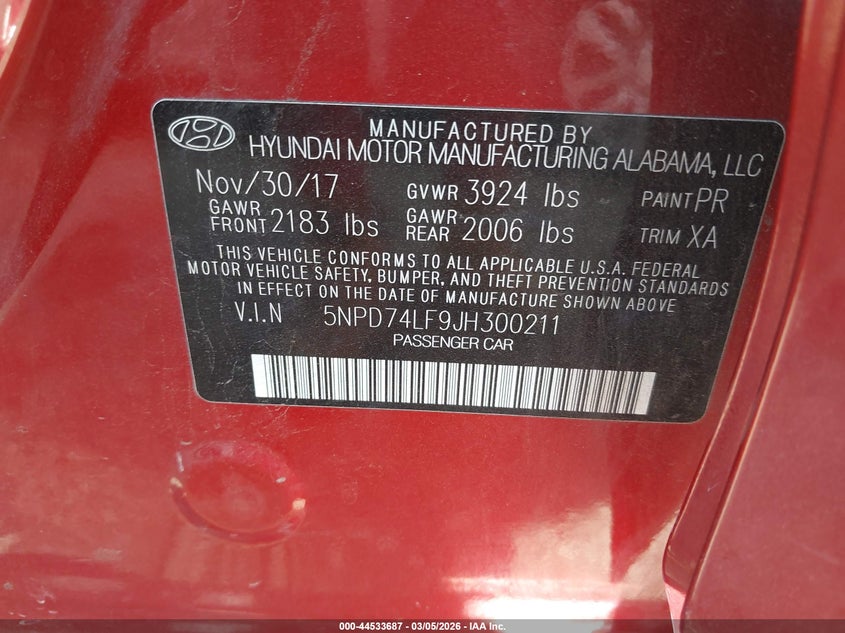 MANUFACTURED BY
HYUNDAI MOTOR MANUFACTURING ALABAMA, LLC
Nov/30/17 GVWR 3924 lbs PAINT PR
GAWR FRONT 2183 lbs GAWR REAR 2006 lbs TRIM XA
THIS VEHICLE CONFORMS TO ALL APPLICABLE U.S.A. FEDERAL
MOTOR VEHICLE SAFETY, BUMPER, AND THEFT PREVENTION STANDARDS
IN EFFECT ON THE DATE OF MANUFACTURE SHOWN ABOVE
V.I.N 5NPD74LF9JH300211
PASSENGER CAR
000-44533687 - 03/05/2026 - IAA Inc.